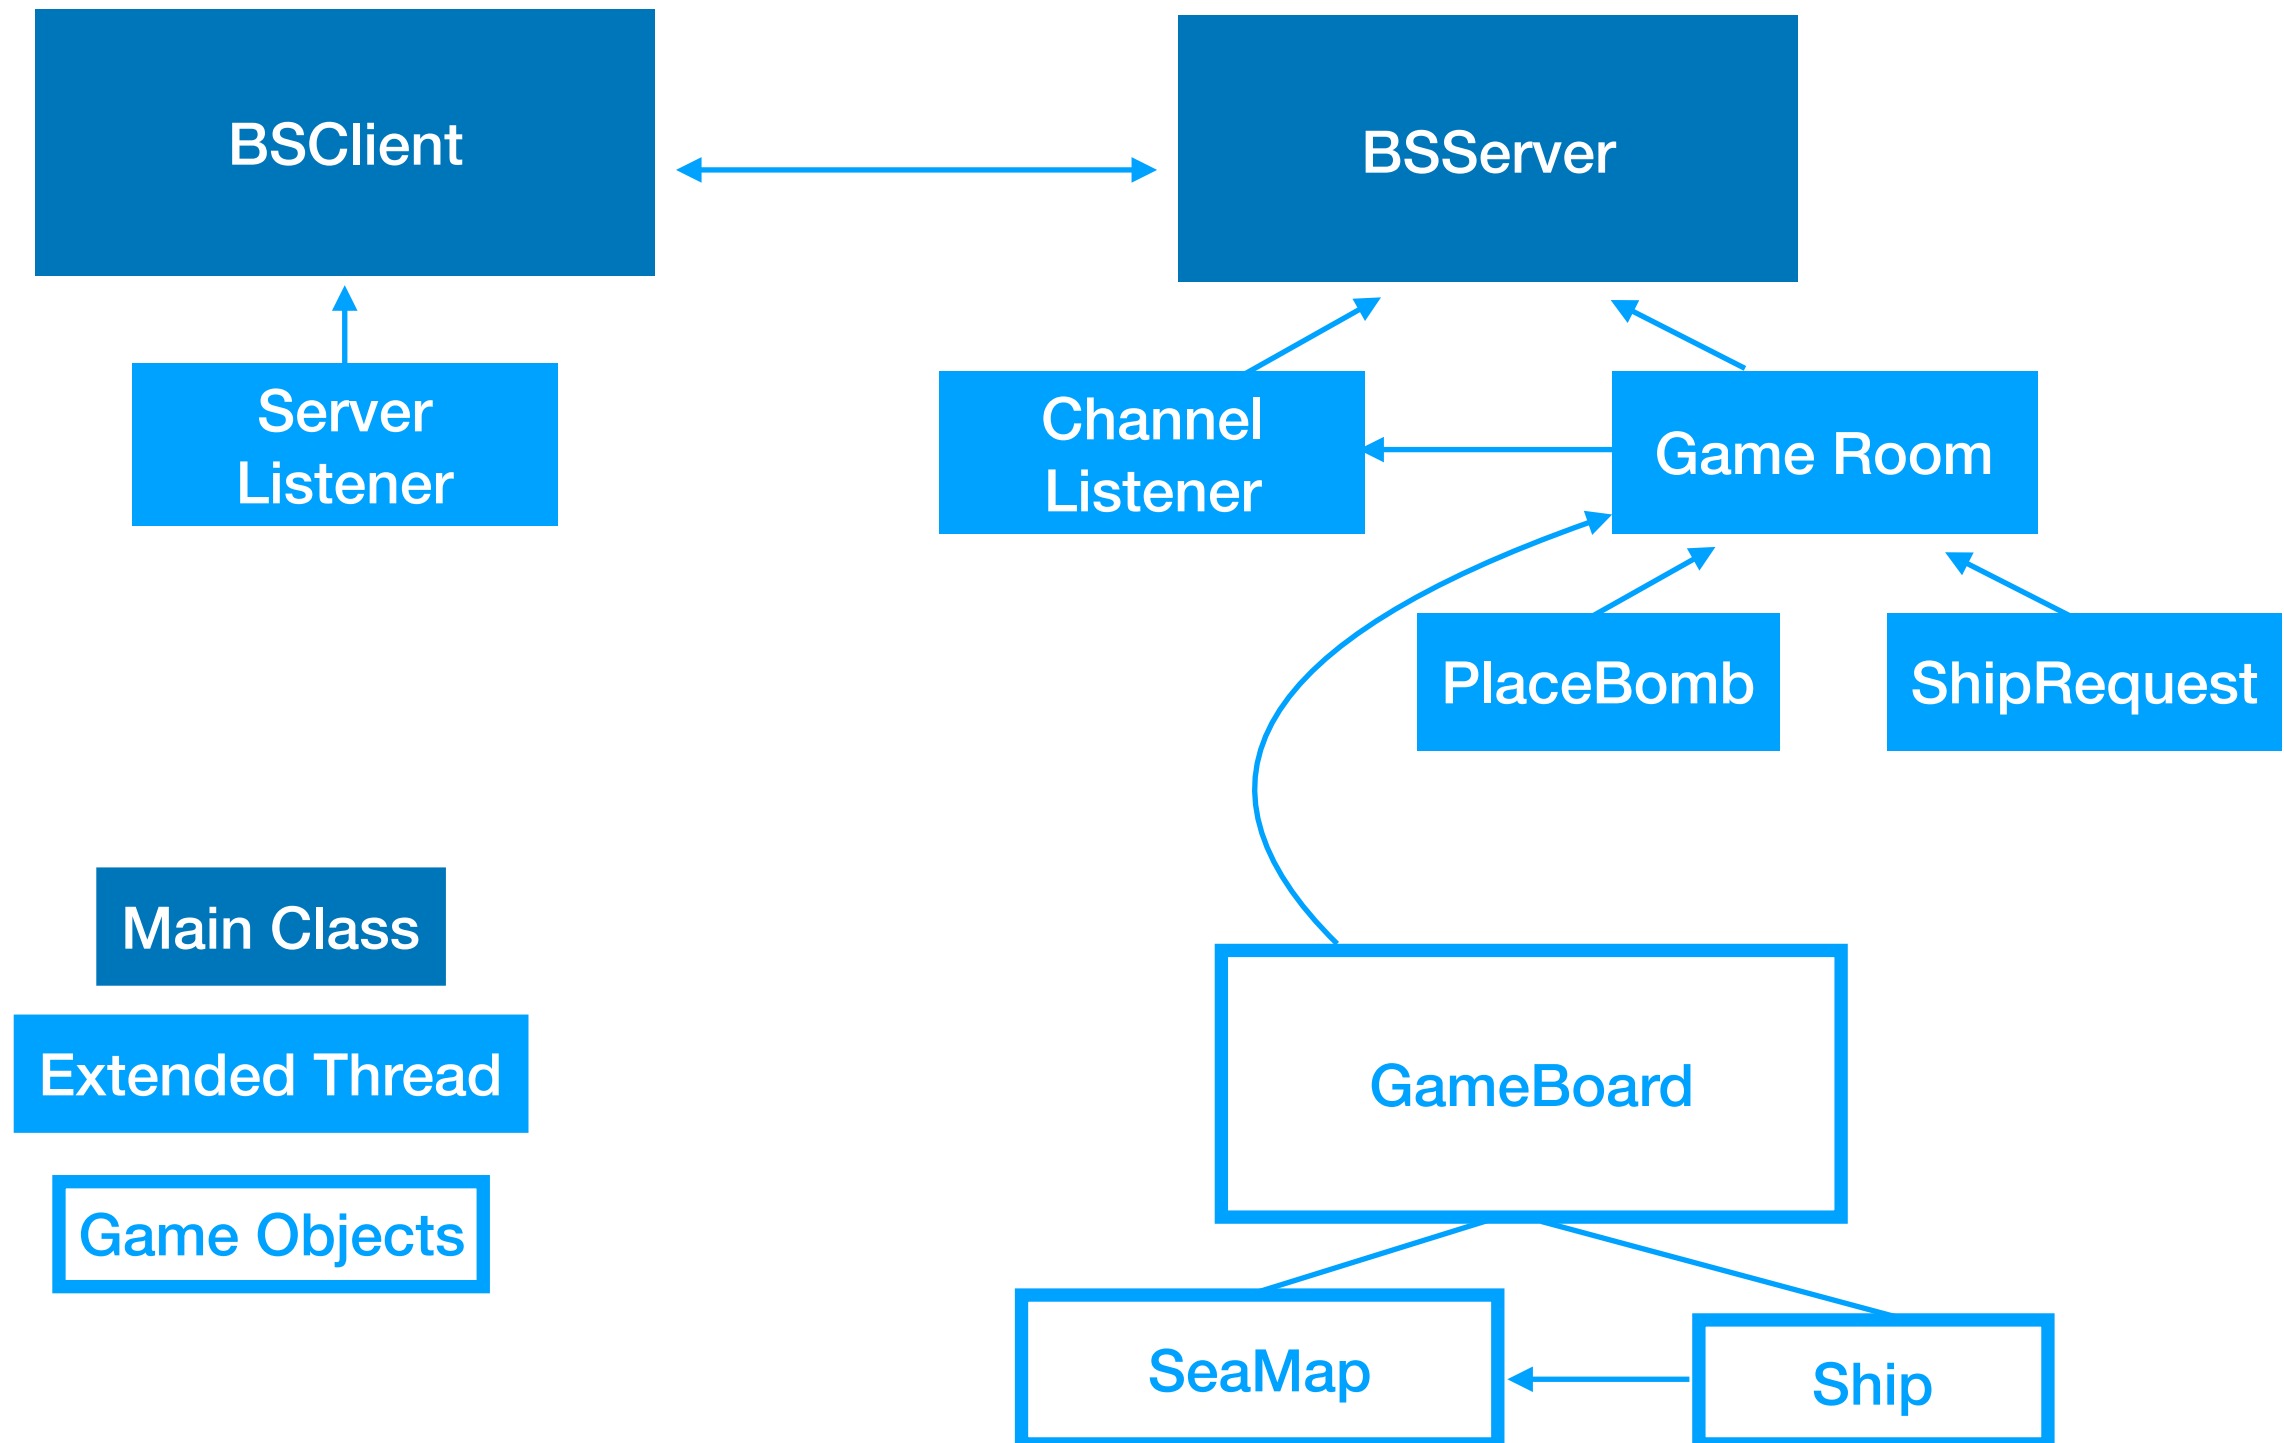 BSClient
BSServer
Server
Listener
Channel
Listener
Game Room
PlaceBomb
ShipRequest
Main Class
Extended Thread
Game Objects
GameBoard
SeaMap
Ship